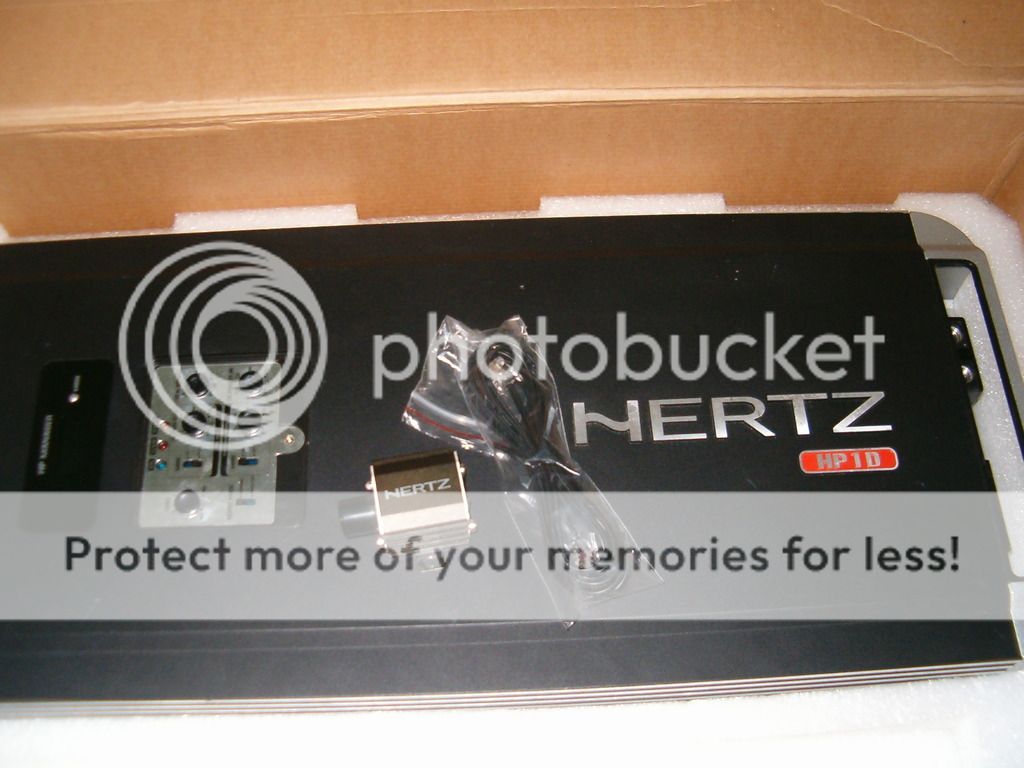 photobucket
HERTZ
HP1D
HERTZ
Protect more of your memories for less!